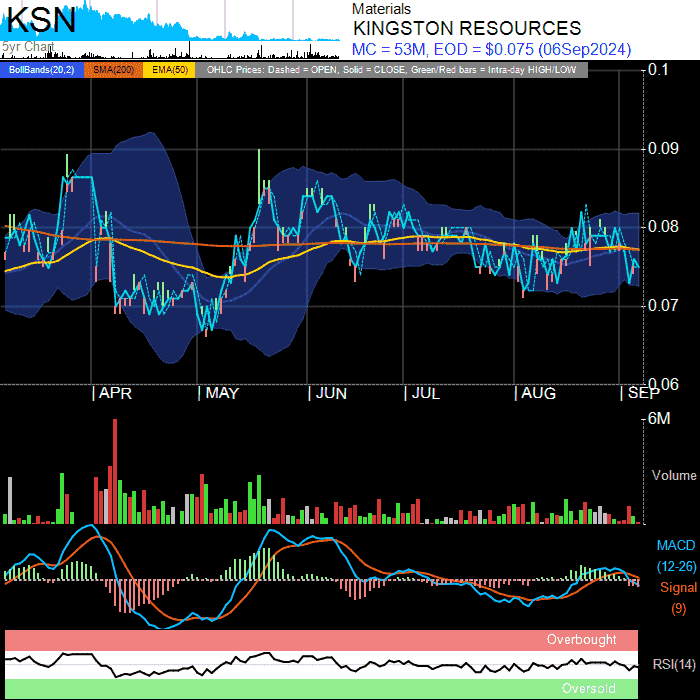 KSN
5yr Chart
Materials
KINGSTON RESOURCES
MC = 53M, EOD = $0.075 (06Sep2024)
BollBands(20,2) SMA(200) EMA(50) OHLC Prices: Dashed = OPEN, Solid = CLOSE, Green/Red bars = Intra-day HIGH/LOW
0.1
0.09
0.08
0.07
0.06
| APR | MAY | JUN | JUL | AUG | SEP
6M
Volume
MACD
(12-26)
Signal
(9)
Overbought
RSI(14)
Oversold